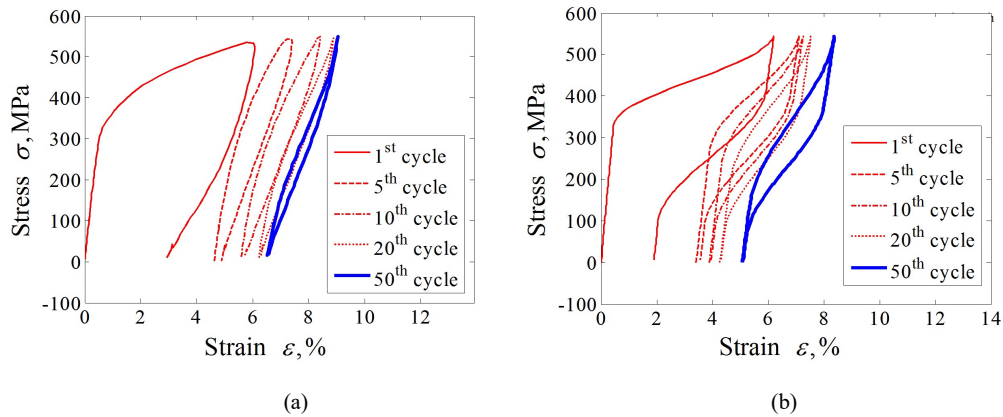 600
500
400
300
200
100
0
-100
Stress σ, MPa
1st cycle
5th cycle
10th cycle
20th cycle
50th cycle
0 2 4 6 8 10 12
Strain ε, %
(a)
600
500
400
300
200
100
0
-100
Stress σ, MPa
1st cycle
5th cycle
10th cycle
20th cycle
50th cycle
0 2 4 6 8 10 12 14
Strain ε, %
(b)